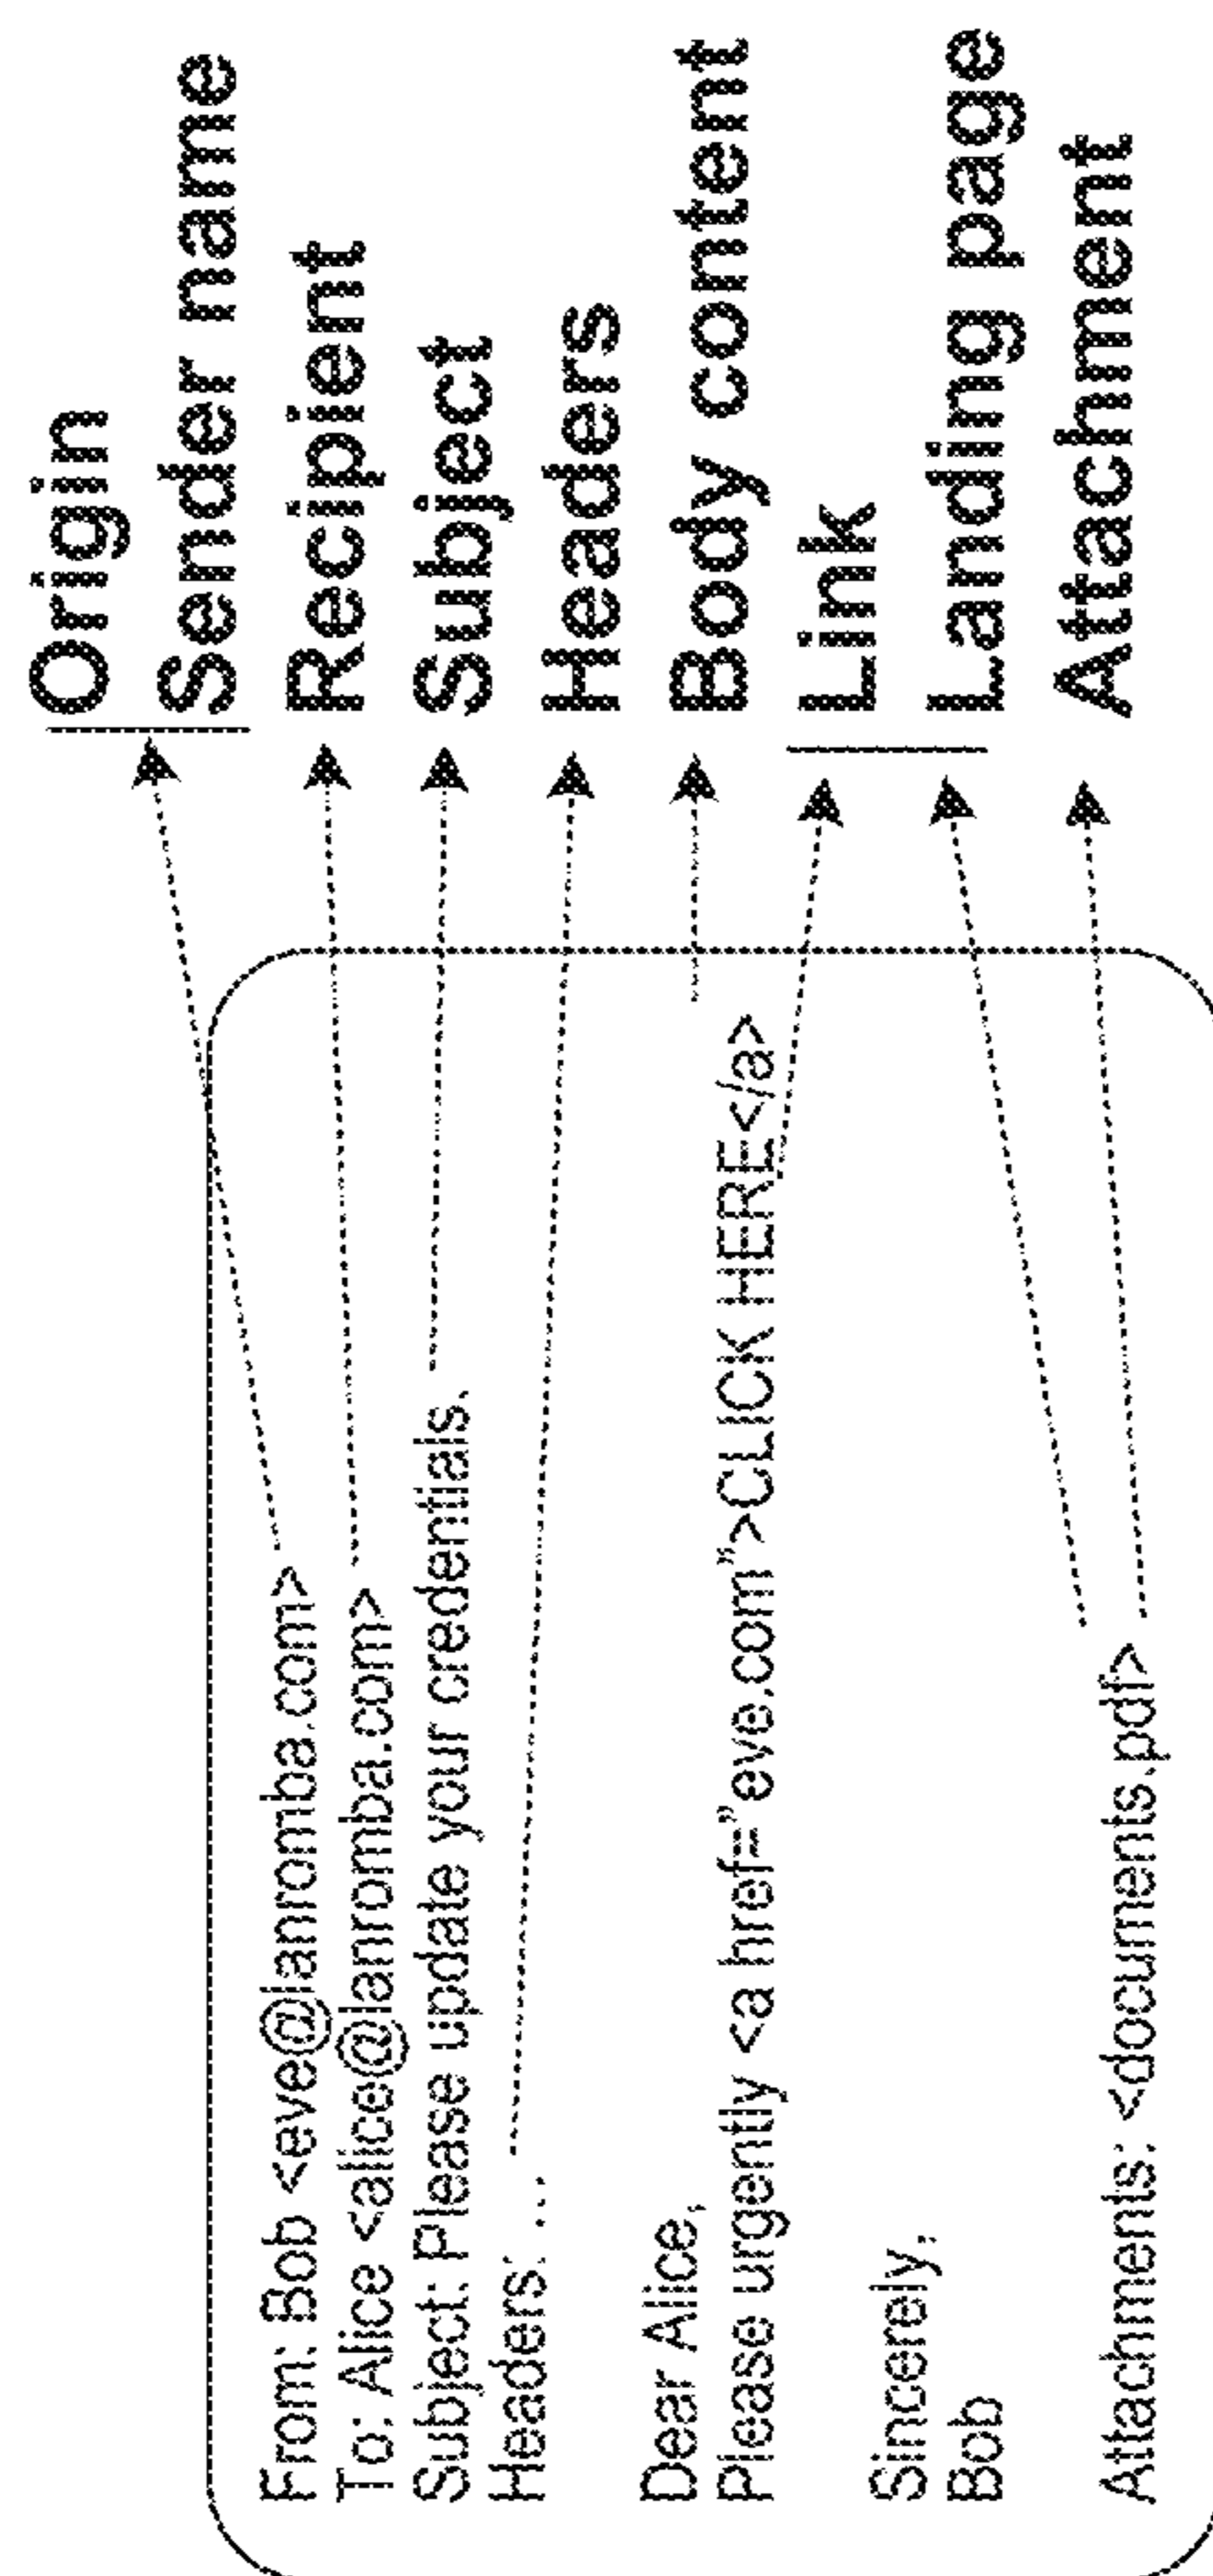 From: Bob <eve@lanromba.com>
To: Alice <alice@lanromba.com>
Subject: Please update your credentials.
Headers: ...
Dear Alice,
Please urgently <a href=”eve.com”>CLICK HERE</a>
Sincerely,
Bob
Attachments: <documents.pdf>
Origin
Sender name
Recipient
Subject
Headers
Body content
Link
Landing page
Attachment